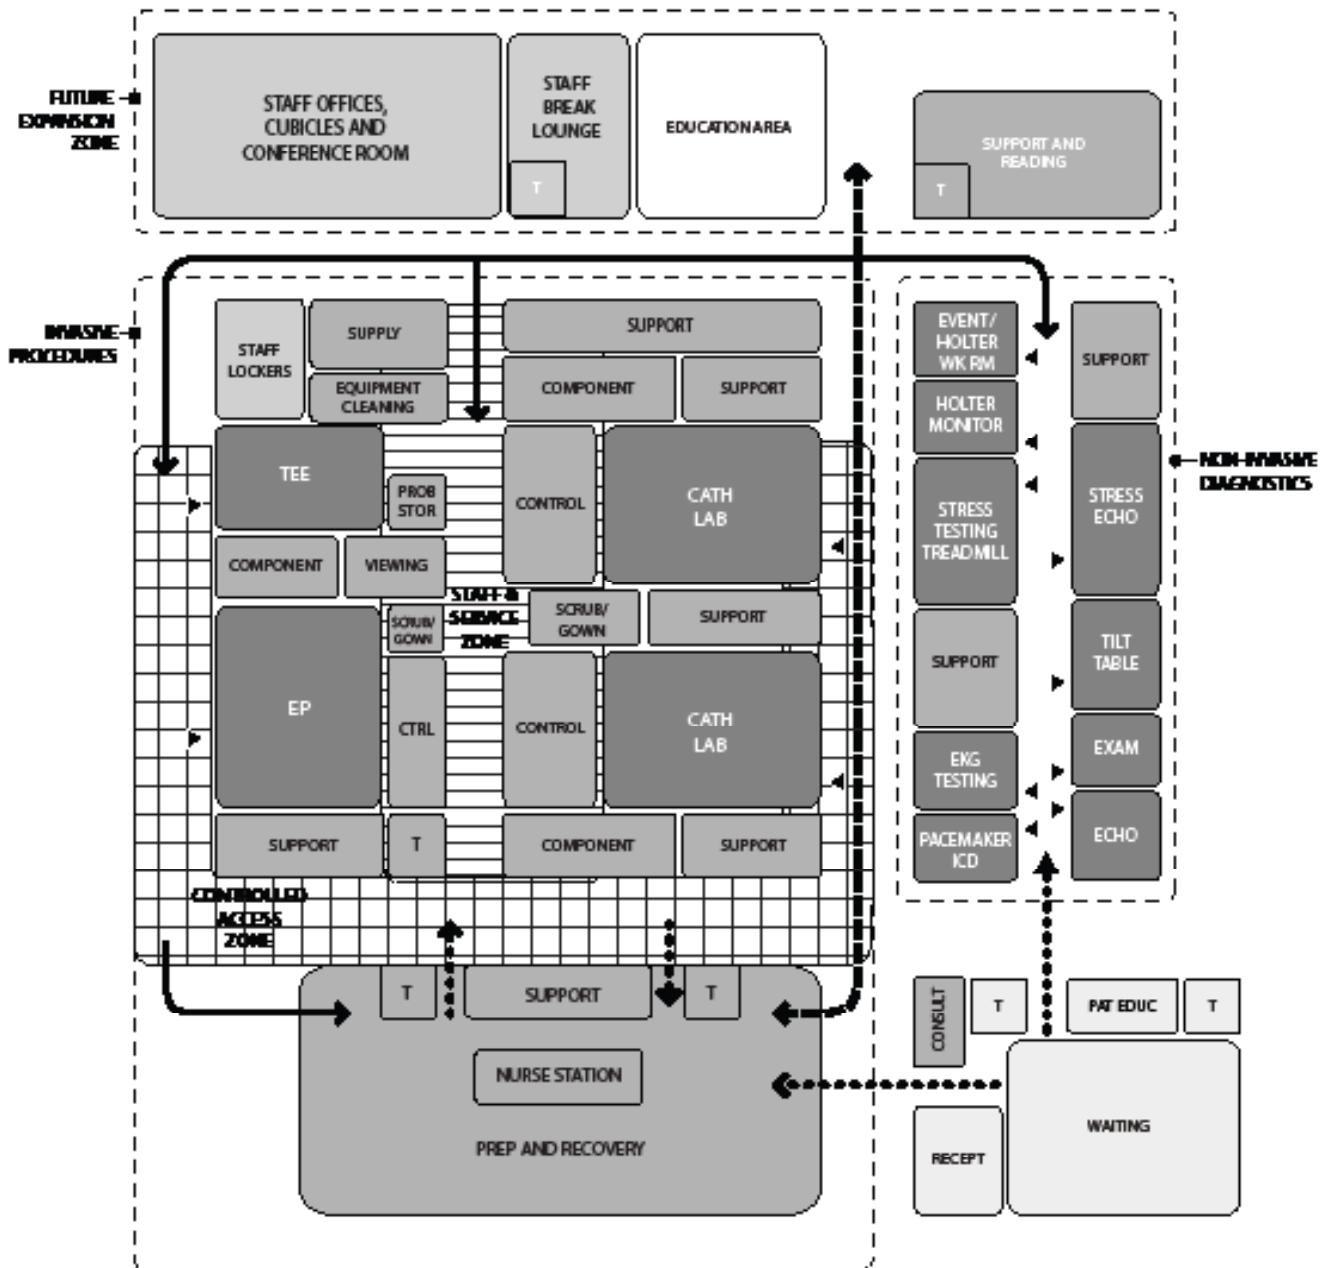 STAFF OFFICES,
CUBICLES AND
CONFERENCE ROOM
STAFF
BREAK
LOUNGE
T
EDUCATION AREA
SUPPORT AND
READING
T
FUTURE
EXPANSION
ZONE
INVASIVE
PROCEDURES
STAFF
LOCKERS
SUPPLY
EQUIPMENT
CLEANING
SUPPORT
COMPONENT
SUPPORT
TEE
PROB
STOR
CONTROL
CATH
LAB
COMPONENT
VIEWING
STAFF &
SERVICE
ZONE
SCRUB/
GOWN
SCRUB/
GOWN
SUPPORT
EP
CTRL
CONTROL
CATH
LAB
SUPPORT
T
COMPONENT
SUPPORT
CONTROLLED
ACCESS
ZONE
T
SUPPORT
T
NURSE STATION
PREP AND RECOVERY
EVENT/
HOLTER
WK RM
HOLTER
MONITOR
STRESS
TESTING
TREADMILL
SUPPORT
EKG
TESTING
PACEMAKER
ICD
SUPPORT
STRESS
ECHO
TILT
TABLE
EXAM
ECHO
NON-INVASIVE
DIAGNOSTICS
CONSULT
T
PAT EDUC
T
RECEPT
WAITING